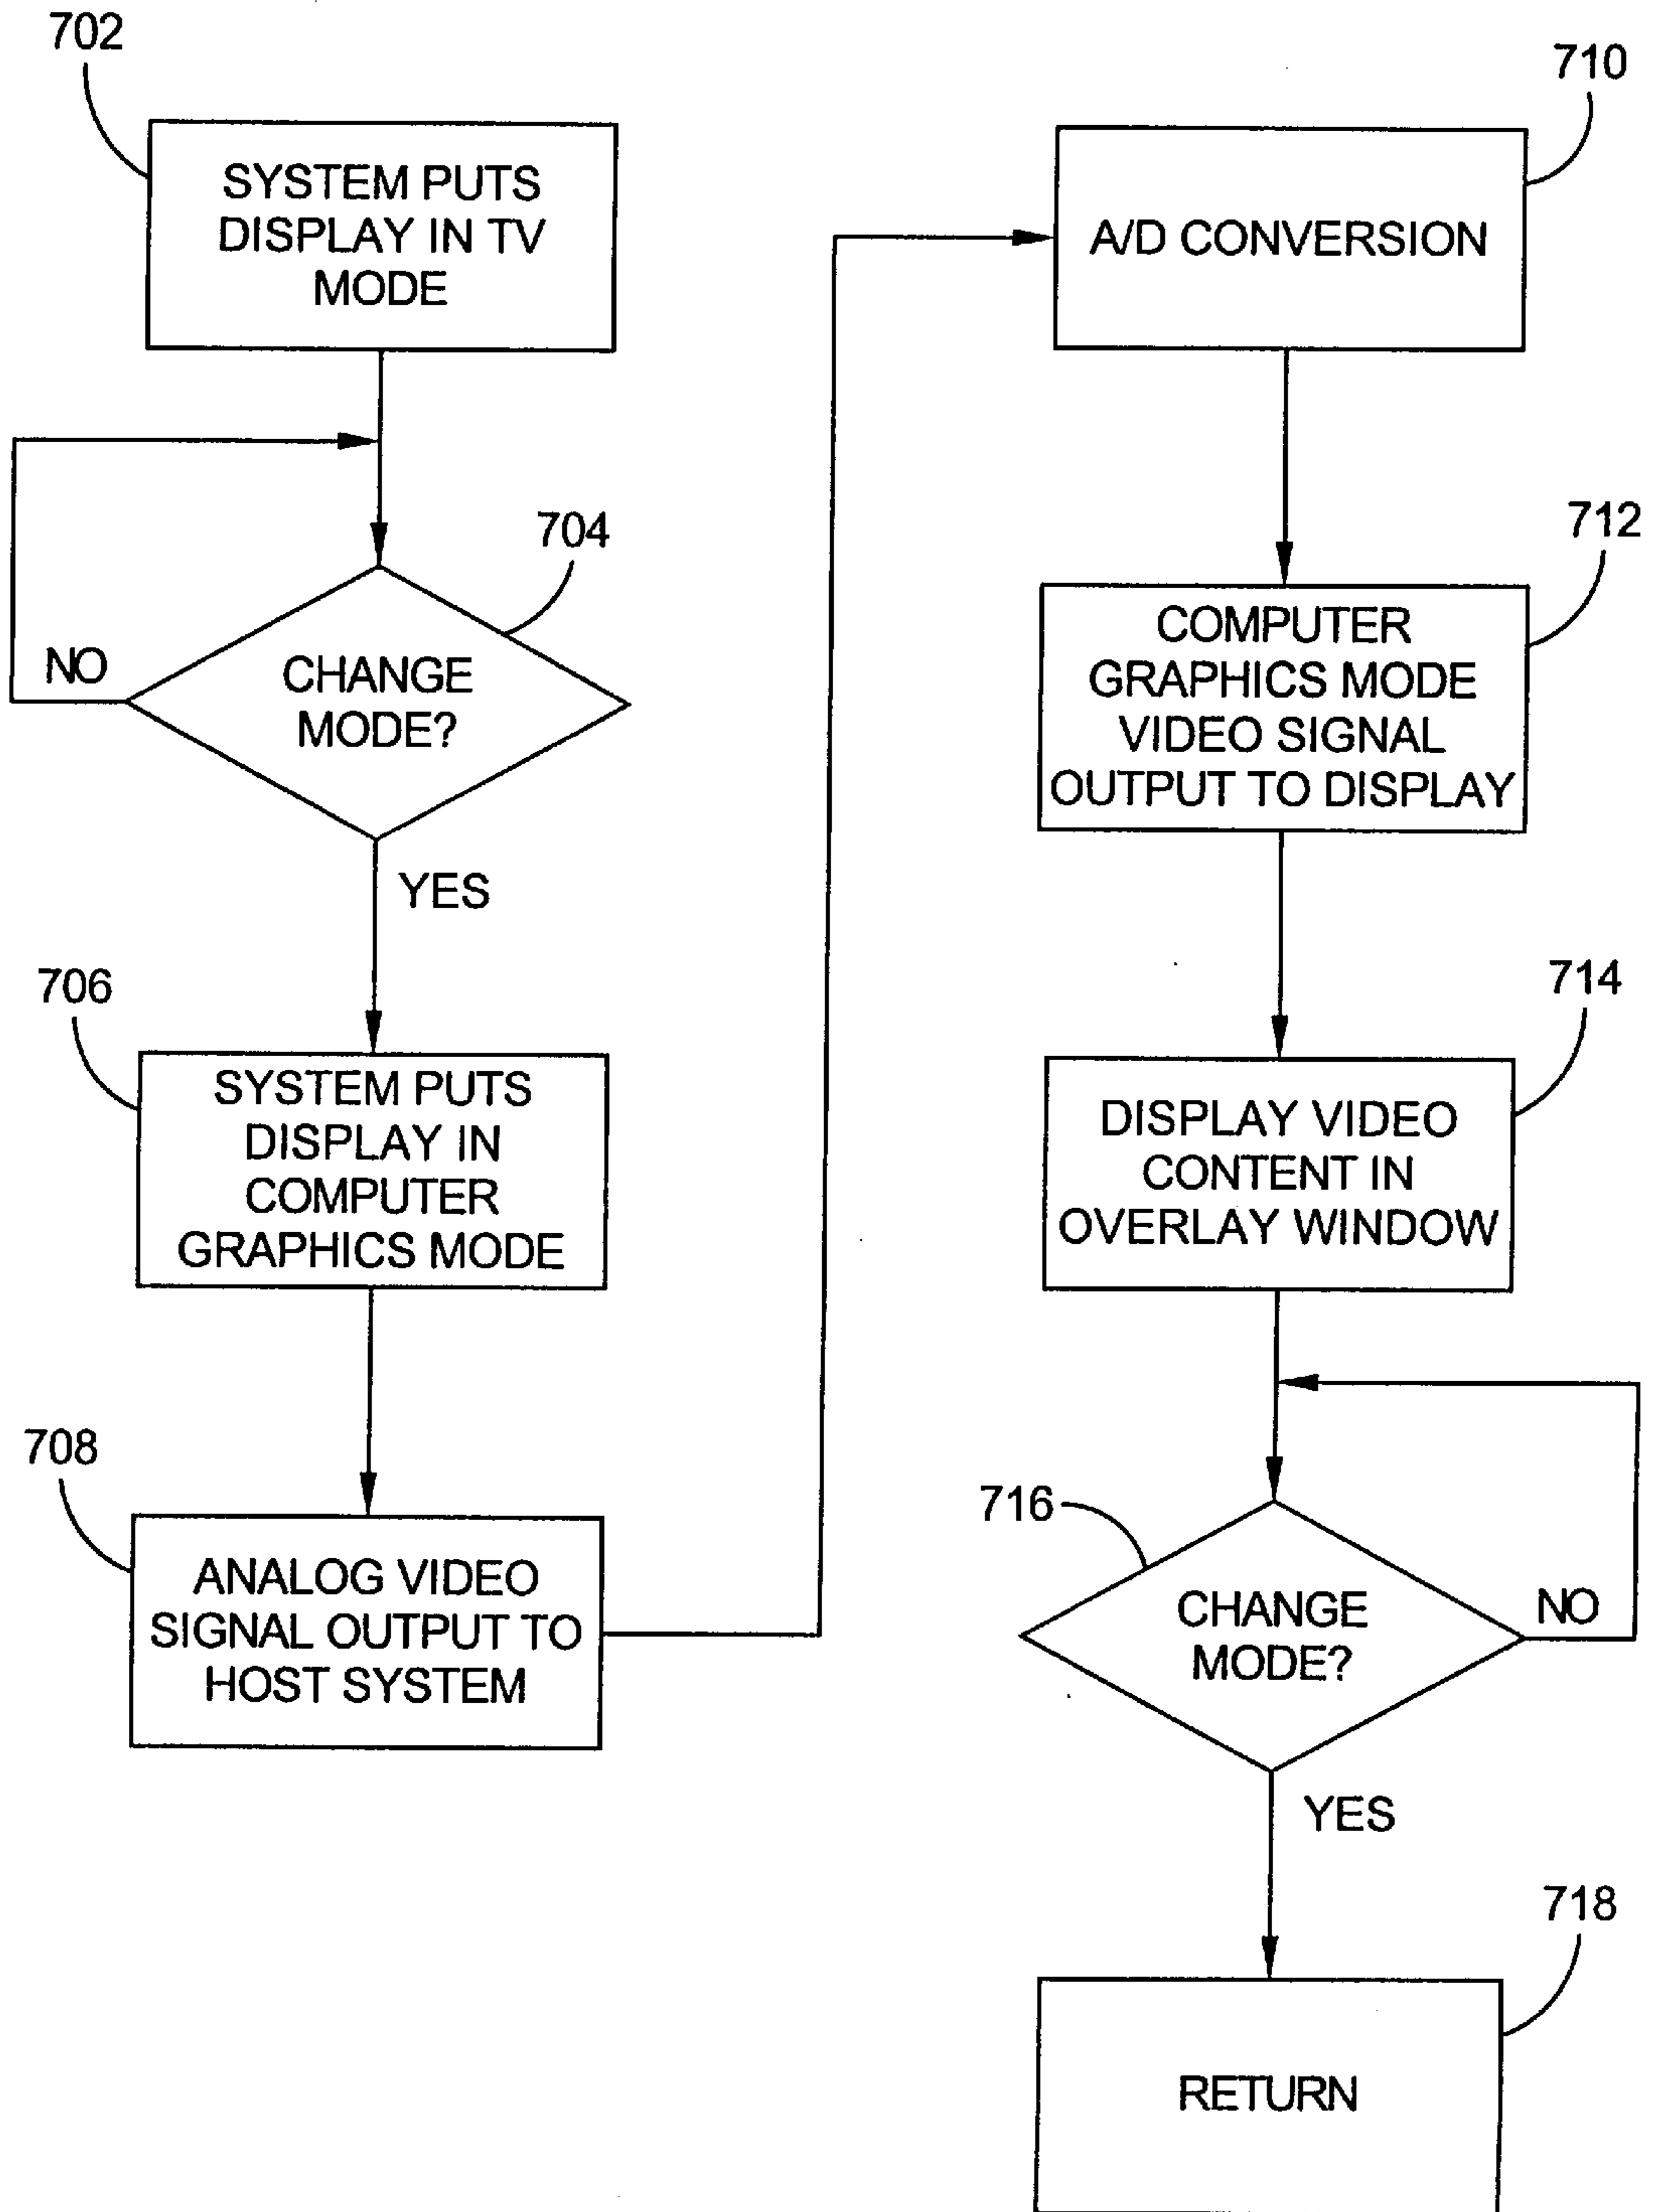 702
SYSTEM PUTS
DISPLAY IN TV
MODE
704
CHANGE
MODE?
NO
YES
706
SYSTEM PUTS
DISPLAY IN
COMPUTER
GRAPHICS MODE
708
ANALOG VIDEO
SIGNAL OUTPUT TO
HOST SYSTEM
710
A/D CONVERSION
712
COMPUTER
GRAPHICS MODE
VIDEO SIGNAL
OUTPUT TO DISPLAY
714
DISPLAY VIDEO
CONTENT IN
OVERLAY WINDOW
716
CHANGE
MODE?
NO
YES
718
RETURN